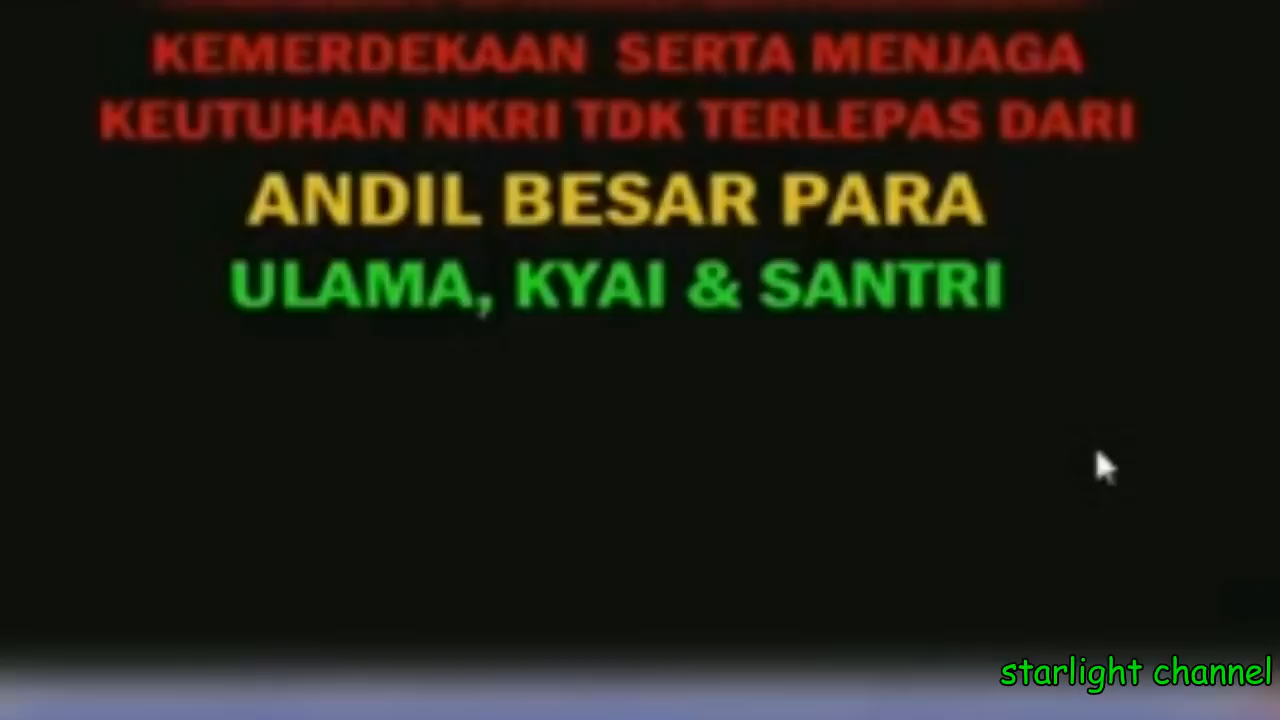 KEMERDEKAAN SERTA MENJAGA
KEUTUHAN NKRI TDK TERLEPAS DARI
ANDIL BESAR PARA
ULAMA, KYAI & SANTRI
starlight channel